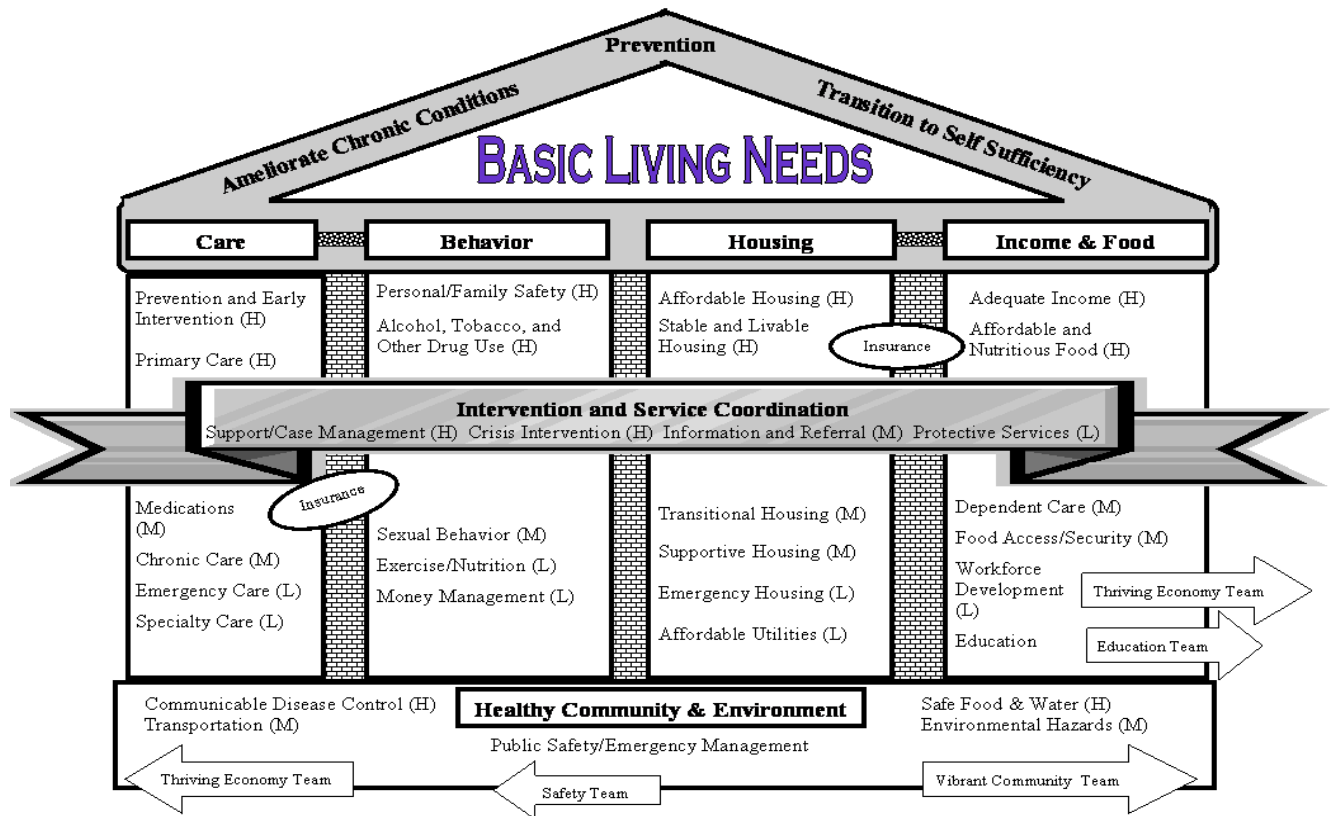 Prevention
Ameliorate Chronic Conditions
Transition to Self Sufficiency
BASIC LIVING NEEDS
Care
Behavior
Housing
Income & Food
Prevention and Early
Intervention (H)
Primary Care (H)
Personal/Family Safety (H)
Alcohol, Tobacco, and
Other Drug Use (H)
Affordable Housing (H)
Stable and Livable
Housing (H)
Insurance
Adequate Income (H)
Affordable and
Nutritious Food (H)
Intervention and Service Coordination
Support/Case Management (H) Crisis Intervention (H) Information and Referral (M) Protective Services (L)
Insurance
Medications
(M)
Chronic Care (M)
Emergency Care (L)
Specialty Care (L)
Sexual Behavior (M)
Exercise/Nutrition (L)
Money Management (L)
Transitional Housing (M)
Supportive Housing (M)
Emergency Housing (L)
Affordable Utilities (L)
Dependent Care (M)
Food Access/Security (M)
Workforce
Development
(L)
Education
Thriving Economy Team
Education Team
Communicable Disease Control (H)
Transportation (M)
Healthy Community & Environment
Public Safety/Emergency Management
Safe Food & Water (H)
Environmental Hazards (M)
Thriving Economy Team
Safety Team
Vibrant Community Team